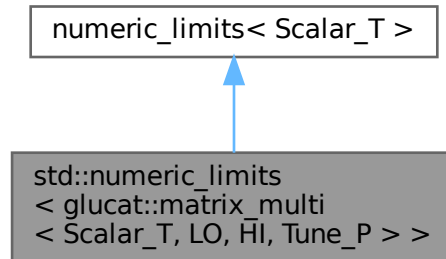 numeric_limits< Scalar_T >
std::numeric_limits
< glucat::matrix_multi
< Scalar_T, LO, HI, Tune_P > >